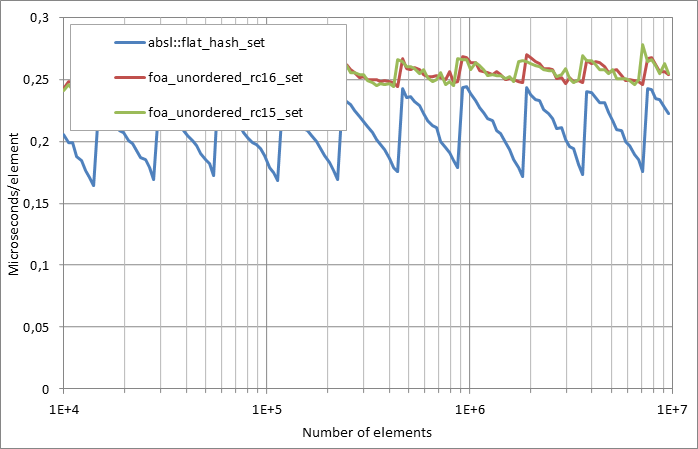 0,3
absl::flat_hash_set
foa_unordered_rc16_set
foa_unordered_rc15_set
0,25
0,2
0,15
0,1
0,05
0
Microseconds/element
1E+4 1E+5 1E+6 1E+7
Number of elements